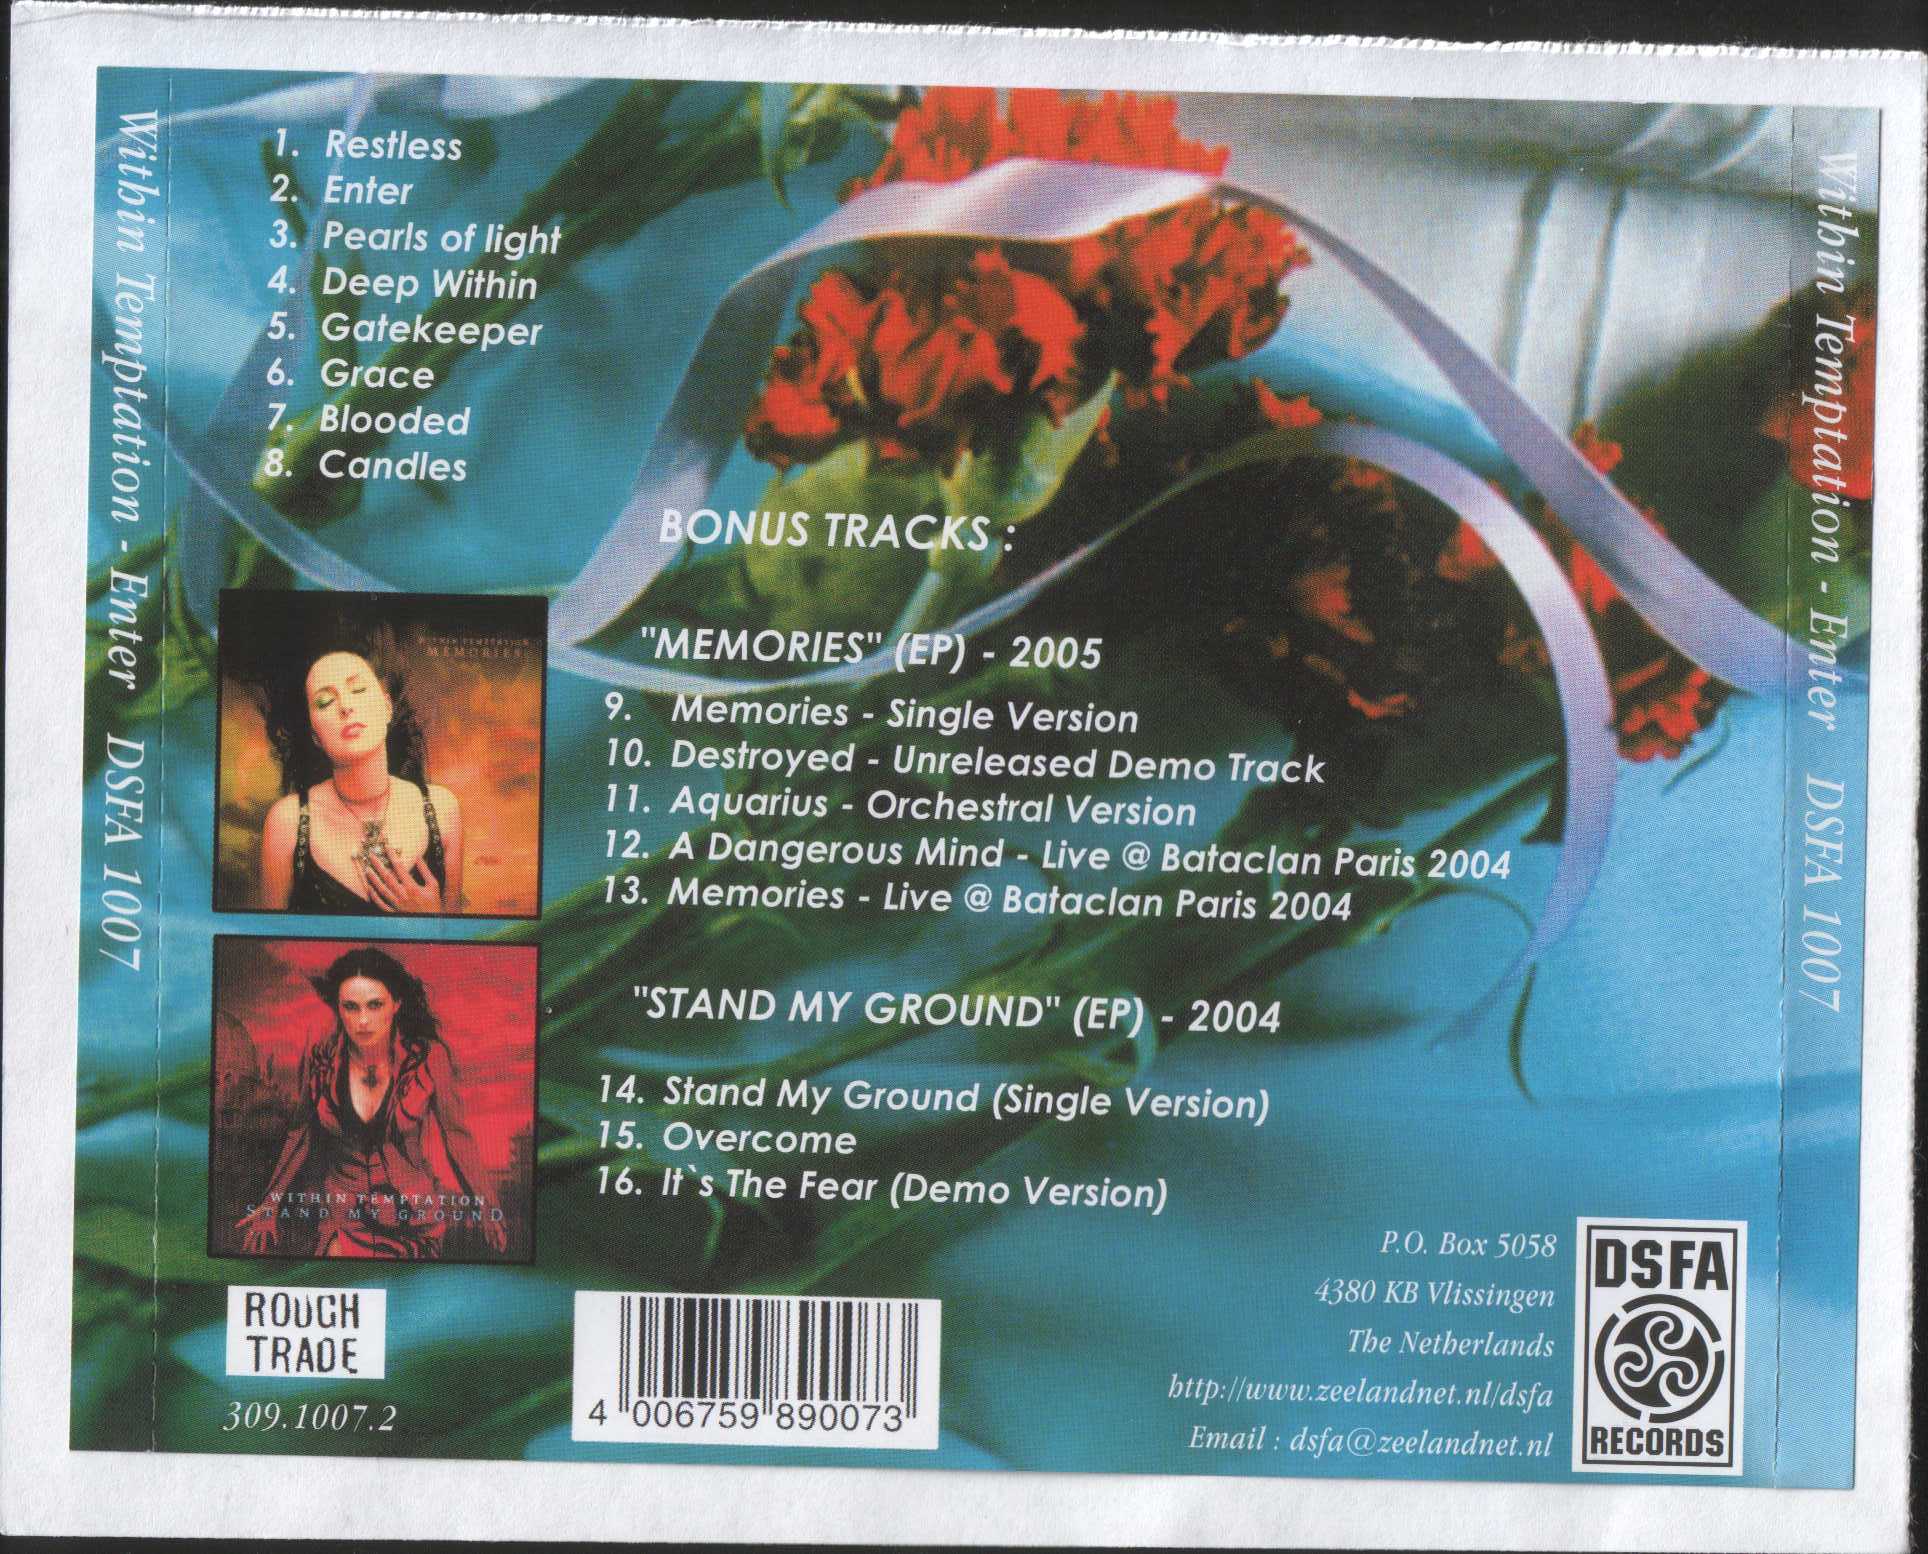 Within Temptation - Enter DSFA 1007
1. Restless
2. Enter
3. Pearls of light
4. Deep Within
5. Gatekeeper
6. Grace
7. Blooded
8. Candles
BONUS TRACKS :
WITHIN TEMPTATION
MEMORIES
"MEMORIES" (EP) - 2005
9. Memories - Single Version
10. Destroyed - Unreleased Demo Track
11. Aquarius - Orchestral Version
12. A Dangerous Mind - Live @ Bataclan Paris 2004
13. Memories - Live @ Bataclan Paris 2004
"STAND MY GROUND" (EP) - 2004
14. Stand My Ground (Single Version)
15. Overcome
16. It`s The Fear (Demo Version)
WITHIN TEMPTATION
STAND MY GROUND
ROUGH
TRADE
309.1007.2
4 006759 890073
P.O. Box 5058
4380 KB Vlissingen
The Netherlands
http://www.zeelandnet.nl/dsfa
Email : dsfa@zeelandnet.nl
DSFA
RECORDS
Within Temptation - Enter DSFA 1007